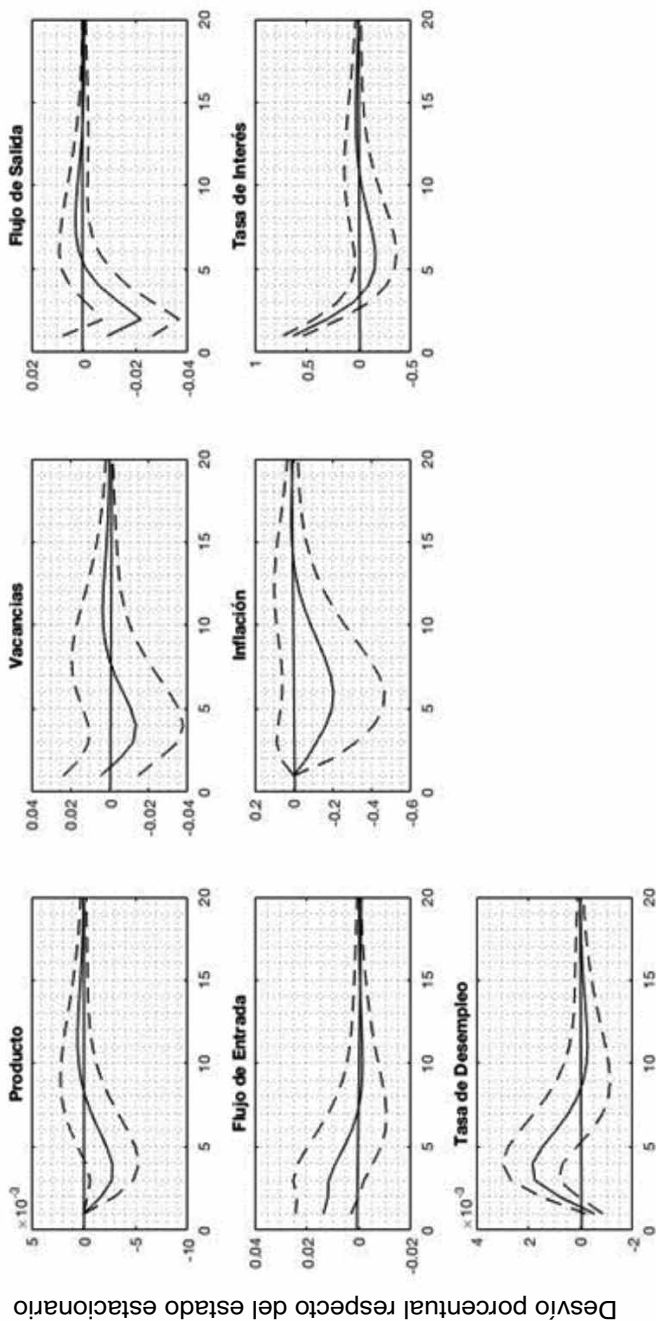 Desvío porcentual respecto del estado estacionario
Producto
×10⁻³
5
0
-5
-10
0 5 10 15 20
Vacancias
0.04
0.02
0
-0.02
-0.04
0 5 10 15 20
Flujo de Salida
0.02
0
-0.02
-0.04
0 5 10 15 20
Flujo de Entrada
0.04
0.02
0
-0.02
0 5 10 15 20
Inflación
0.2
0
-0.2
-0.4
-0.6
0 5 10 15 20
Tasa de Interés
1
0.5
0
-0.5
0 5 10 15 20
Tasa de Desempleo
×10⁻³
4
2
0
-2
0 5 10 15 20